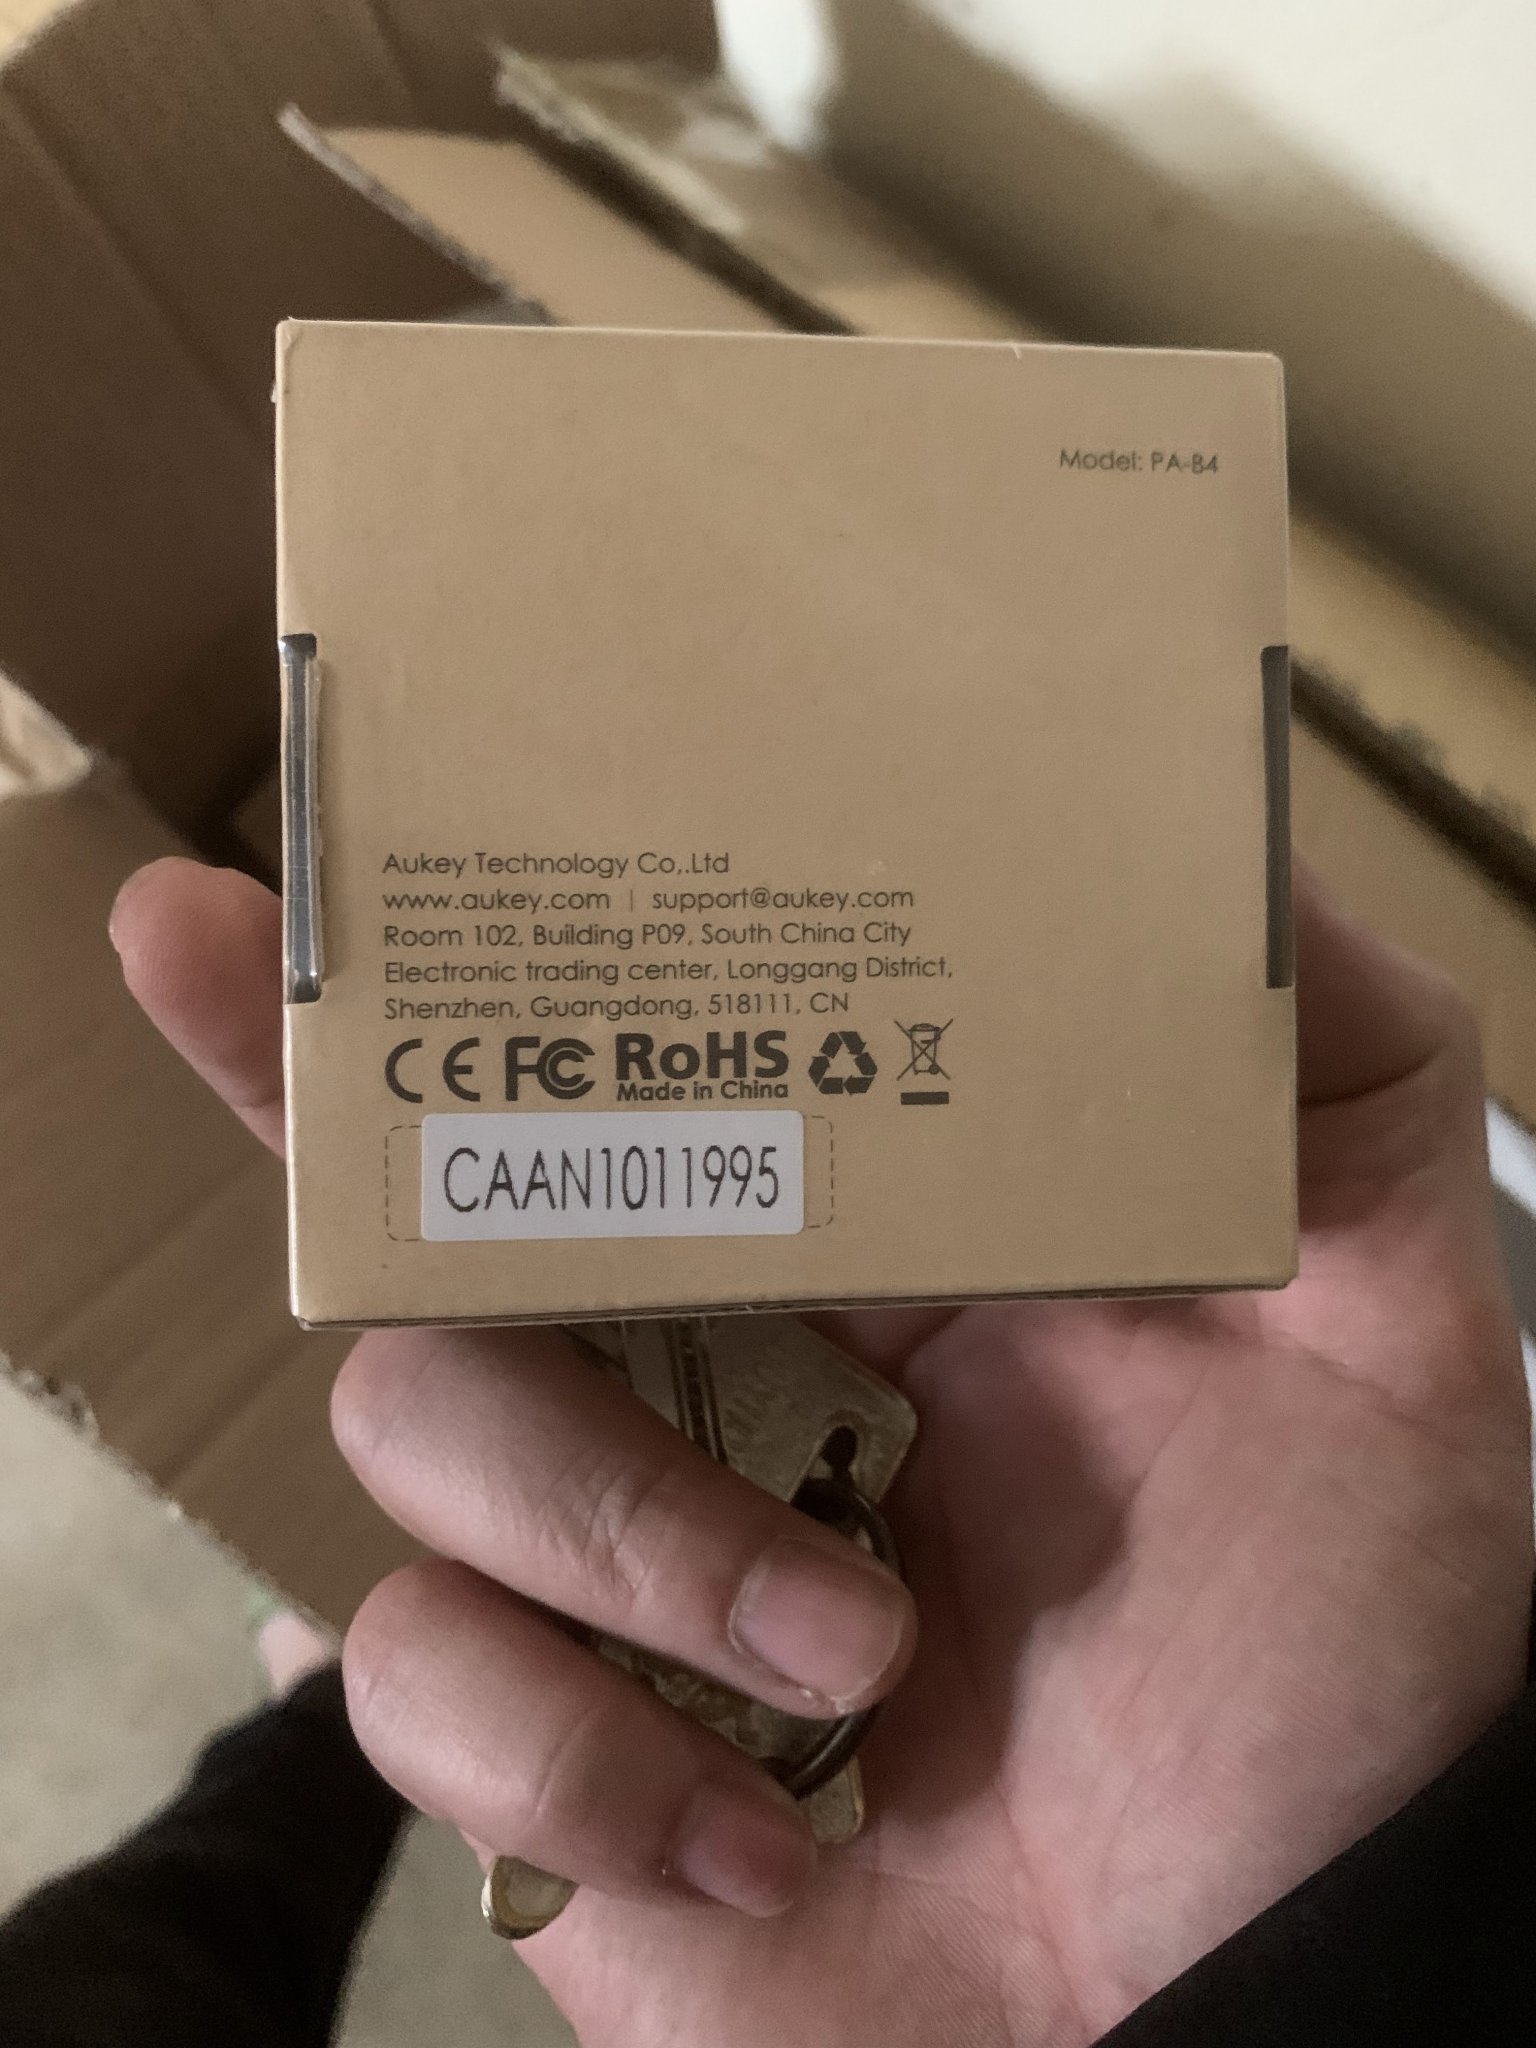 Model: PA-B4
Aukey Technology Co,.Ltd
www.aukey.com | support@aukey.com
Room 102, Building P09, South China City
Electronic trading center, Longgang District,
Shenzhen, Guangdong, 518111, CN
CE FC RoHS
Made in China
CAAN1011995